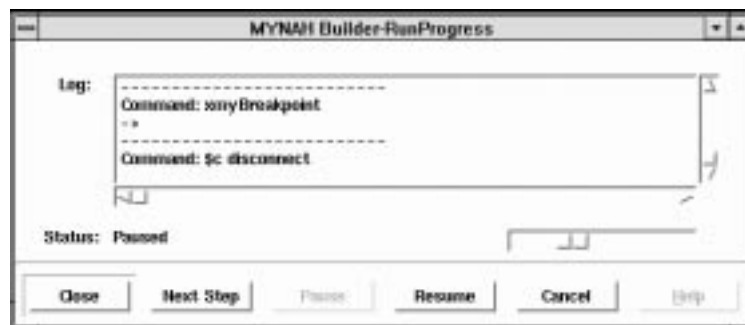 MYNAH Builder-RunProgress
Log:
----------------------------
Command: xmyBreakpoint
->
----------------------------
Command: $c disconnect
Status: Paused
Close Next Step Pause Resume Cancel Help